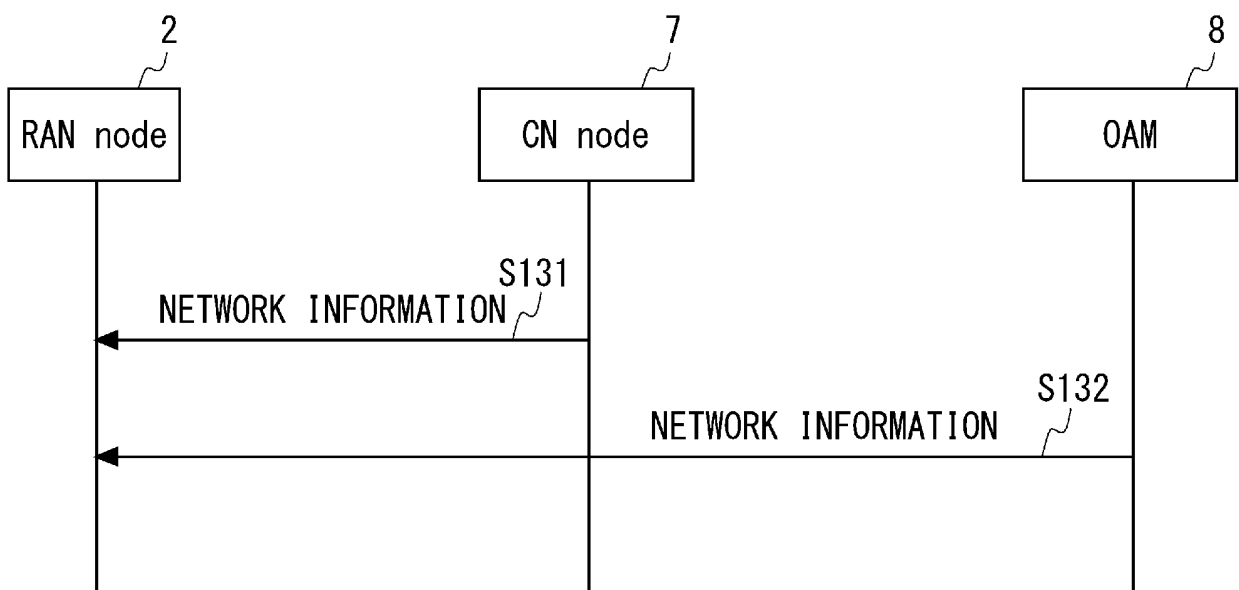 2
7
8
RAN node
CN node
OAM
S131
NETWORK INFORMATION
S132
NETWORK INFORMATION